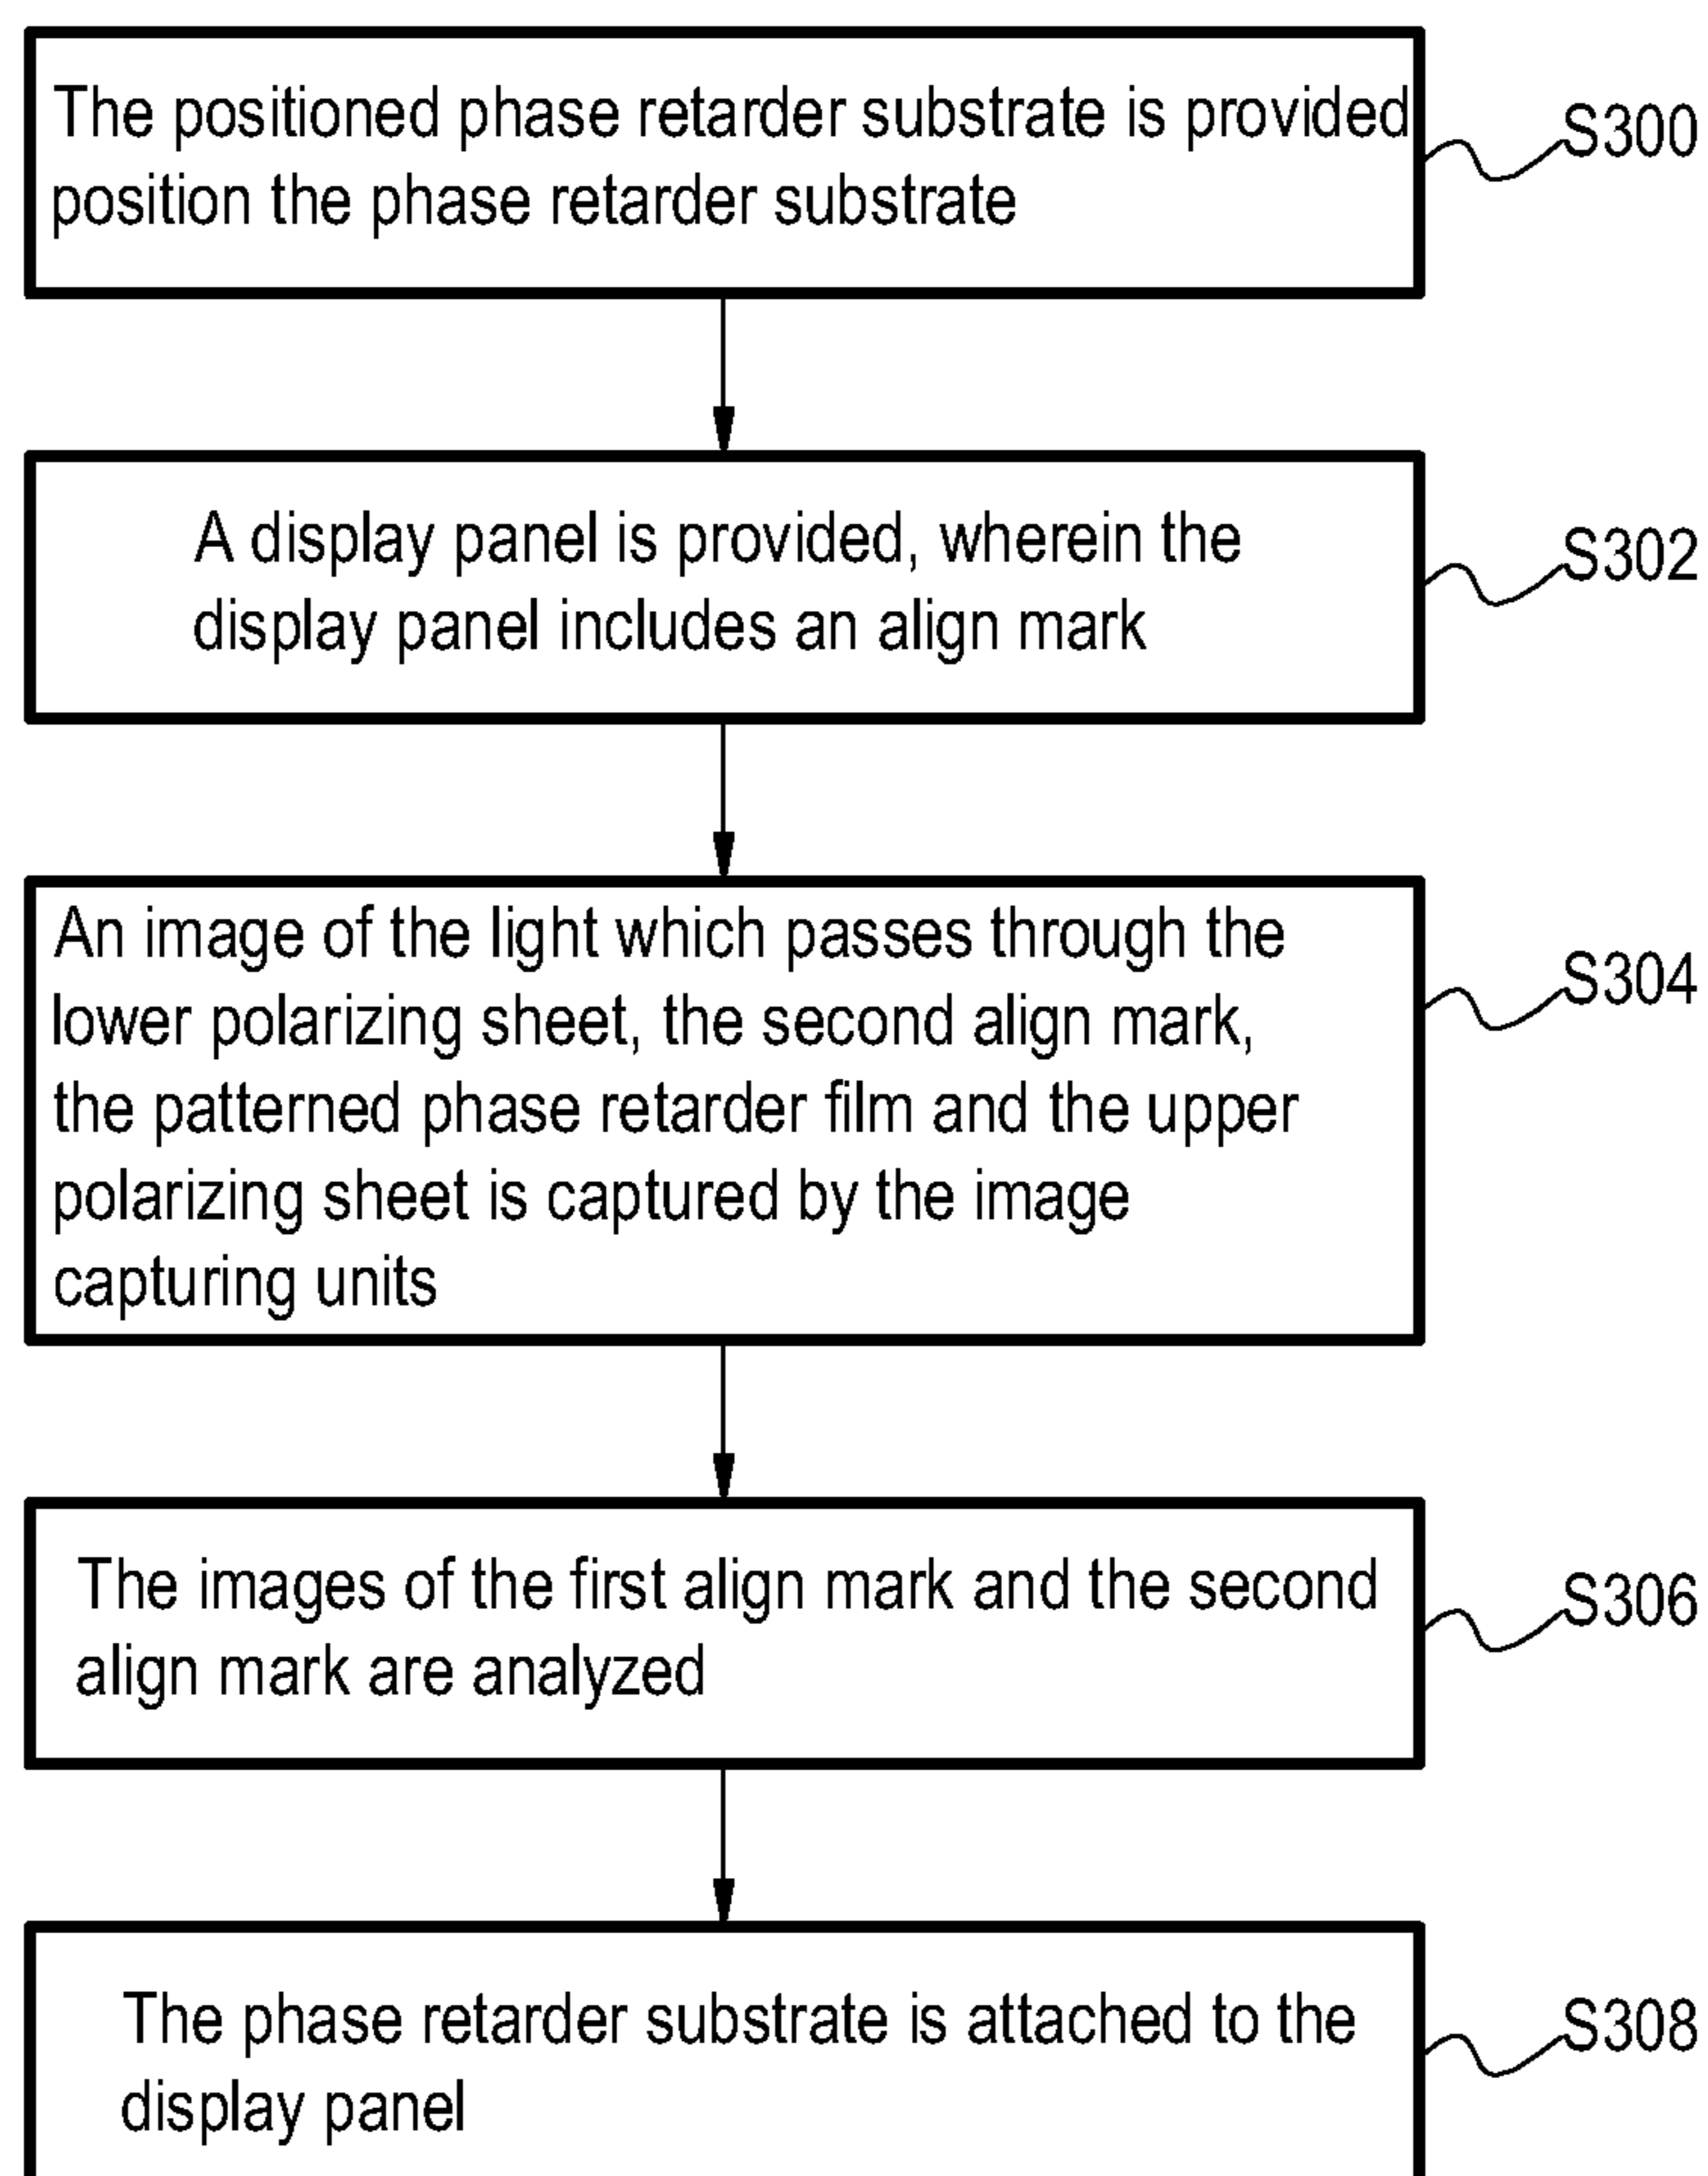 The positioned phase retarder substrate is provided
position the phase retarder substrate
S300
A display panel is provided, wherein the
display panel includes an align mark
S302
An image of the light which passes through the
lower polarizing sheet, the second align mark,
the patterned phase retarder film and the upper
polarizing sheet is captured by the image
capturing units
S304
The images of the first align mark and the second
align mark are analyzed
S306
The phase retarder substrate is attached to the
display panel
S308